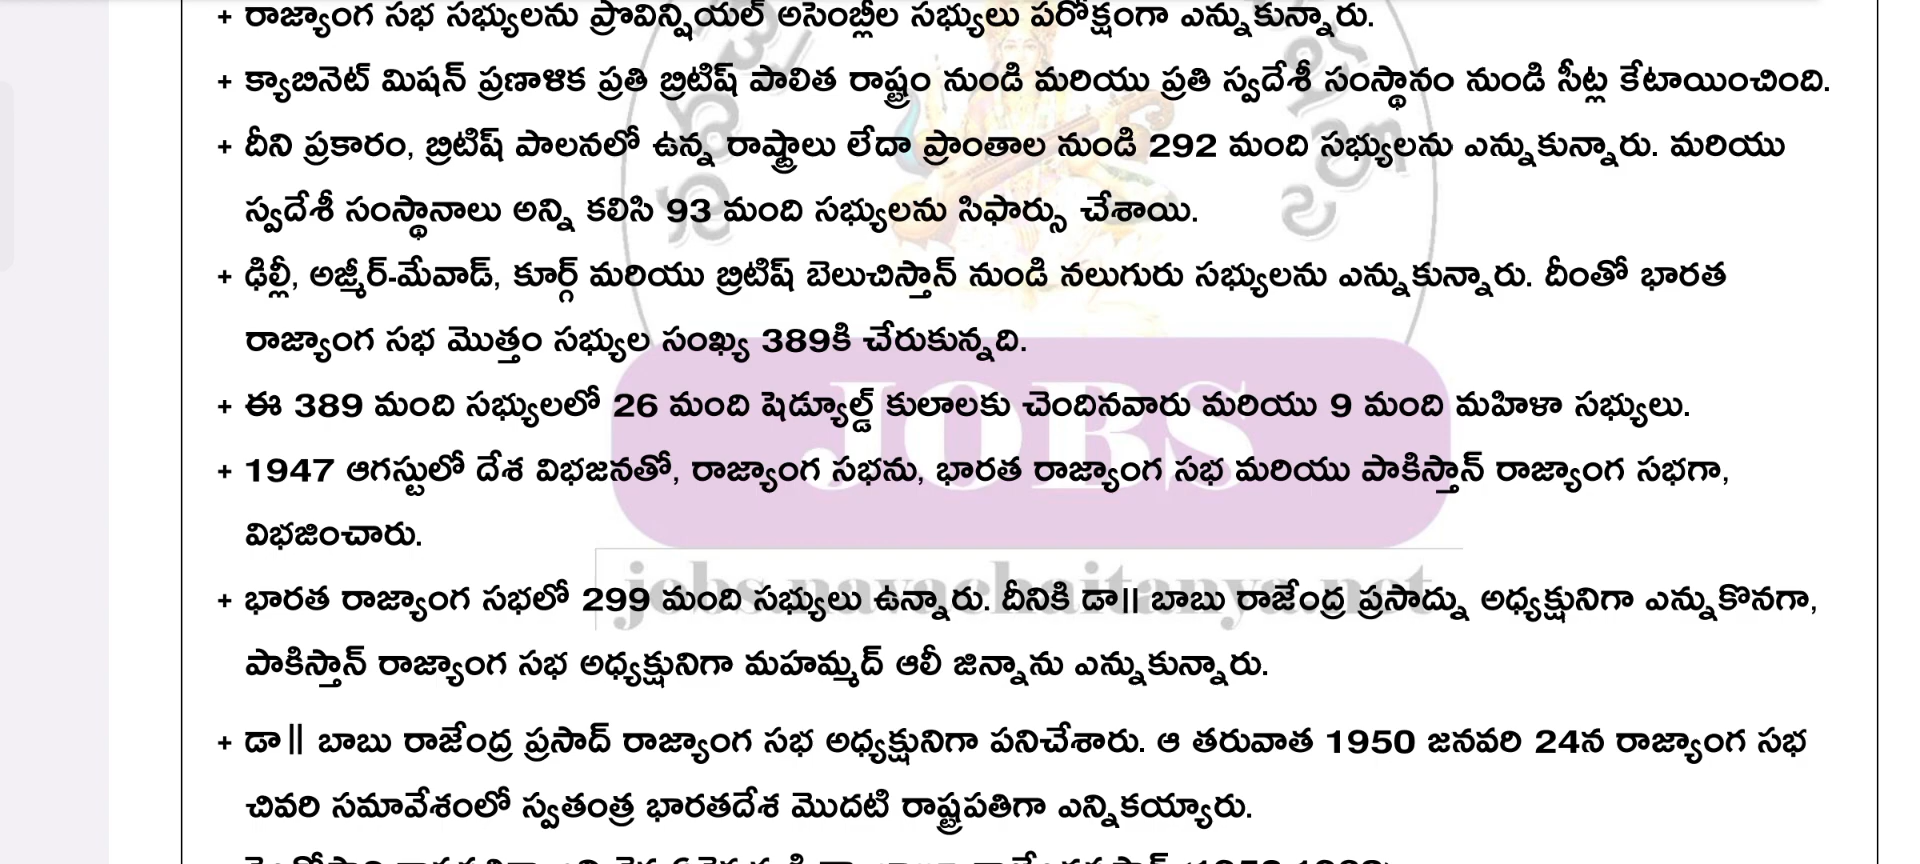 + రాజ్యాంగ సభ సభ్యులను ప్రొవిన్షియల్ అసెంబ్లీల సభ్యులు పరోక్షంగా ఎన్నుకున్నారు.
+ క్యాబినెట్ మిషన్ ప్రణాళిక ప్రతి బ్రిటిష్ పాలిత రాష్ట్రం నుండి మరియు ప్రతి స్వదేశీ సంస్థానం నుండి సీట్ల కేటాయించింది.
+ దీని ప్రకారం, బ్రిటిష్ పాలనలో ఉన్న రాష్ట్రాలు లేదా ప్రాంతాల నుండి 292 మంది సభ్యులను ఎన్నుకున్నారు. మరియు
స్వదేశీ సంస్థానాలు అన్ని కలిసి 93 మంది సభ్యులను సిఫార్సు చేశాయి.
+ ఢిల్లీ, అజ్మీర్-మేవాడ్, కూర్గ్ మరియు బ్రిటిష్ బెలుచిస్తాన్ నుండి నలుగురు సభ్యులను ఎన్నుకున్నారు. దీంతో భారత
రాజ్యాంగ సభ మొత్తం సభ్యుల సంఖ్య 389కి చేరుకున్నది.
+ ఈ 389 మంది సభ్యులలో 26 మంది షెడ్యూల్డ్ కులాలకు చెందినవారు మరియు 9 మంది మహిళా సభ్యులు.
JOBS
+ 1947 ఆగస్టులో దేశ విభజనతో, రాజ్యాంగ సభను, భారత రాజ్యాంగ సభ మరియు పాకిస్తాన్ రాజ్యాంగ సభగా,
విభజించారు.
jobs.navachaitanya.net
+ భారత రాజ్యాంగ సభలో 299 మంది సభ్యులు ఉన్నారు. దీనికి డా|| బాబు రాజేంద్ర ప్రసాద్ను అధ్యక్షునిగా ఎన్నుకొనగా,
పాకిస్తాన్ రాజ్యాంగ సభ అధ్యక్షునిగా మహమ్మద్ ఆలీ జిన్నాను ఎన్నుకున్నారు.
+ డా|| బాబు రాజేంద్ర ప్రసాద్ రాజ్యాంగ సభ అధ్యక్షునిగా పనిచేశారు. ఆ తరువాత 1950 జనవరి 24న రాజ్యాంగ సభ
చివరి సమావేశంలో స్వతంత్ర భారతదేశ మొదటి రాష్ట్రపతిగా ఎన్నికయ్యారు.